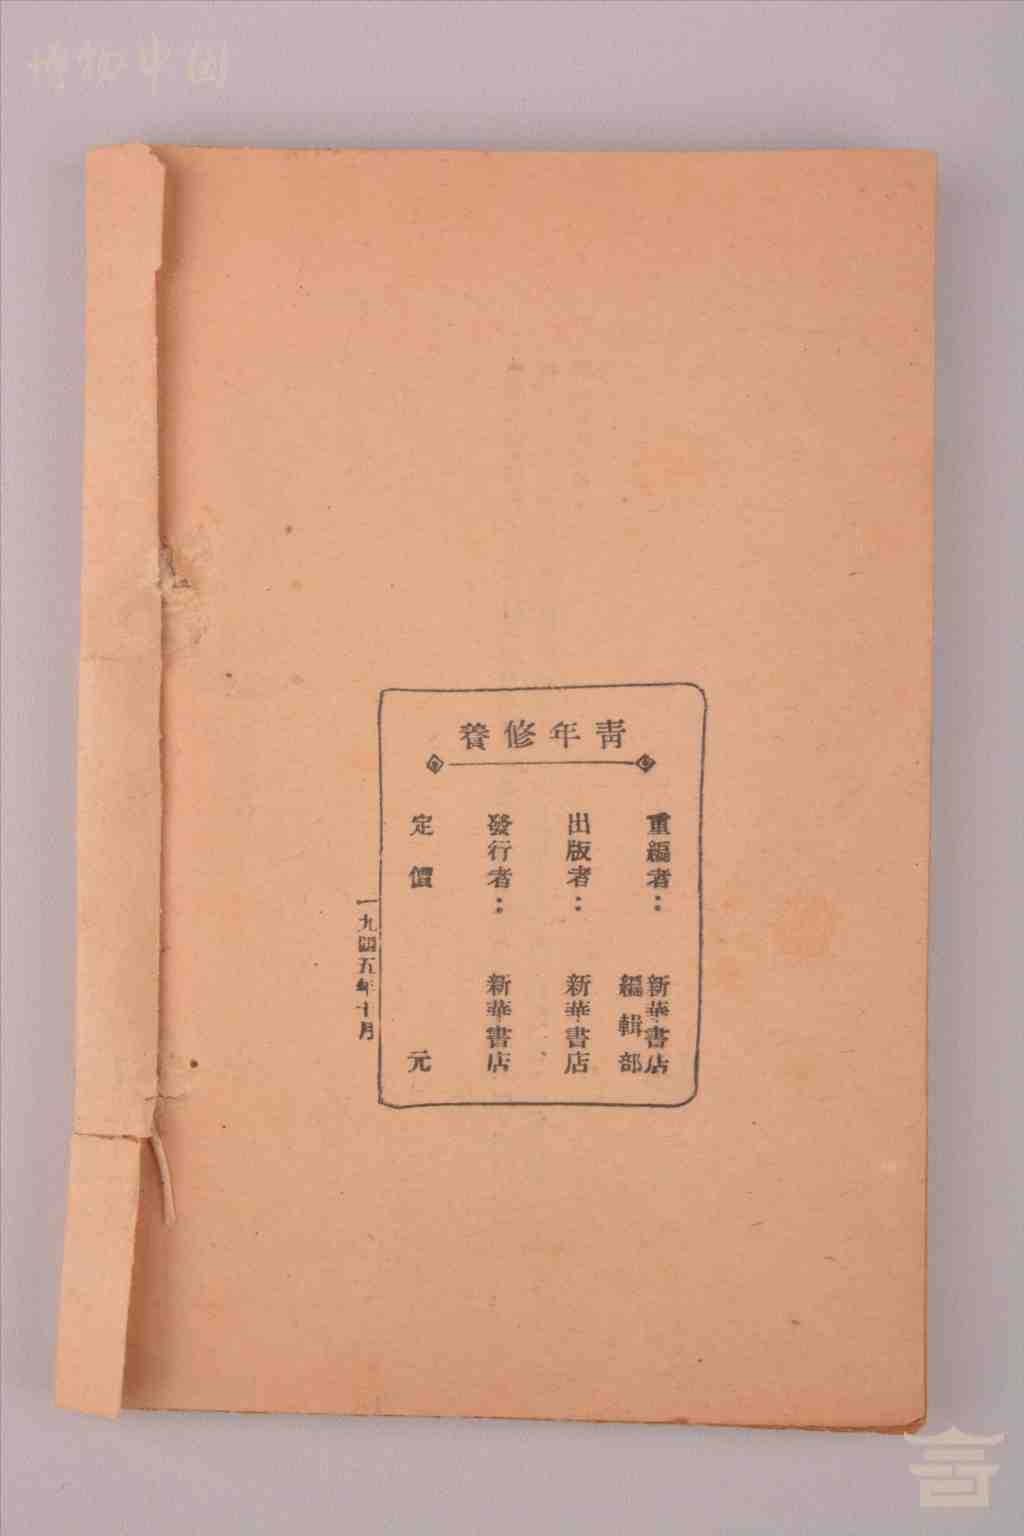 博物中国
青年修養
重編者：新華書店
編輯部
出版者：新華書店
發行者：新華書店
定價　元
一九四五年十月